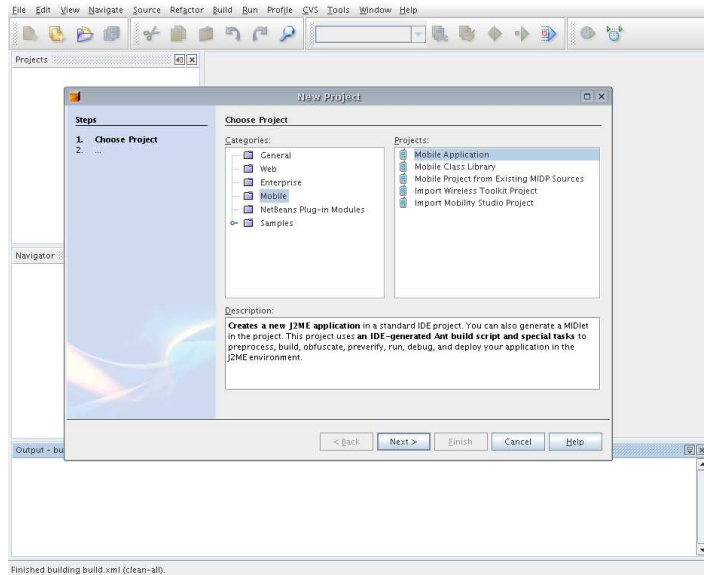 File Edit View Navigate Source Refactor Build Run Profile CVS Tools Window Help
Projects
New Project
Steps
1. Choose Project
2. ...
Choose Project
Categories:
General
Web
Enterprise
Mobile
NetBeans Plug-in Modules
Samples
Projects:
Mobile Application
Mobile Class Library
Mobile Project from Existing MIDP Sources
Import Wireless Toolkit Project
Import Mobility Studio Project
Navigator
Description:
Creates a new J2ME application in a standard IDE project. You can also generate a MIDlet
in the project. This project uses an IDE-generated Ant build script and special tasks to
preprocess, build, obfuscate, preverify, run, debug, and deploy your application in the
J2ME environment.
< Back Next > Finish Cancel Help
Output - bu
Finished building build.xml (clean-all).